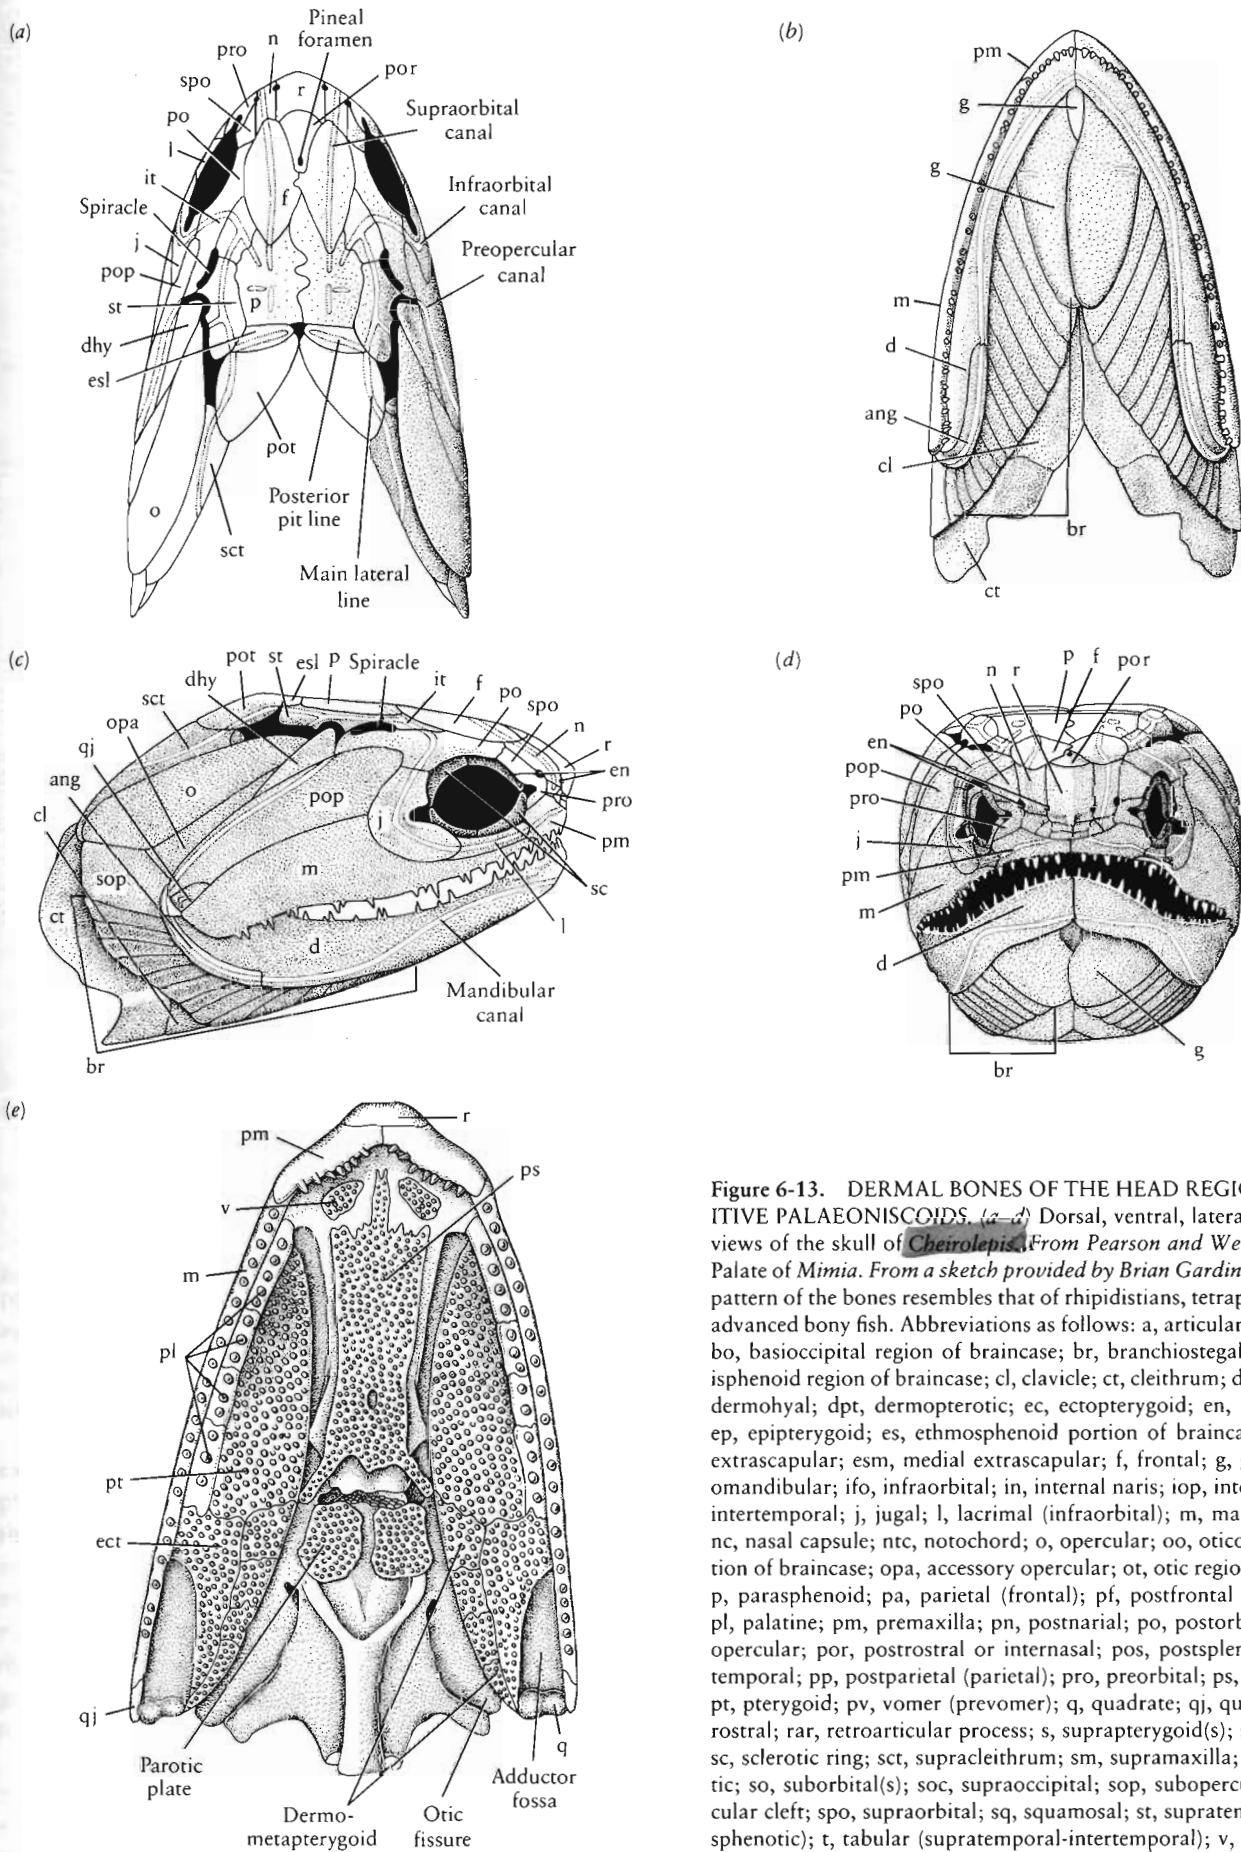 (a)
Pineal
foramen
n
pro
r
por
spo
Supraorbital
canal
po
l
it
f
Infraorbital
canal
Spiracle
j
Preopercular
canal
pop
st
p
dhy
esl
pot
Posterior
pit line
o
sct
Main lateral
line
(b)
pm
g
g
m
d
ang
cl
br
ct
(c)
pot st esl p Spiracle
dhy
it
f
po
sct
spo
opa
n
qj
r
ang
o
en
cl
pop
pro
j
pm
m
sop
sc
ct
l
d
Mandibular
canal
br
(d)
p f por
n r
spo
po
en
pop
pro
j
pm
m
d
g
br
(e)
r
pm
ps
v
m
pl
pt
ect
qj
q
Parotic
plate
Adductor
fossa
Dermo-
metapterygoid
Otic
fissure
Figure 6-13. DERMAL BONES OF THE HEAD REGIO
ITIVE PALAEONISCOIDS. (a–d) Dorsal, ventral, latera
views of the skull of Cheirolepis. From Pearson and We
Palate of Mimia. From a sketch provided by Brian Gardin
pattern of the bones resembles that of rhipidistians, tetrap
advanced bony fish. Abbreviations as follows: a, articular
bo, basioccipital region of braincase; br, branchiostegal
isphenoid region of braincase; cl, clavicle; ct, cleithrum; d
dermohyal; dpt, dermopterotic; ec, ectopterygoid; en,
ep, epipterygoid; es, ethmosphenoid portion of brainca
extrascapular; esm, medial extrascapular; f, frontal; g,
omandibular; ifo, infraorbital; in, internal naris; iop, inte
intertemporal; j, jugal; l, lacrimal (infraorbital); m, ma
nc, nasal capsule; ntc, notochord; o, opercular; oo, otico
tion of braincase; opa, accessory opercular; ot, otic regio
p, parasphenoid; pa, parietal (frontal); pf, postfrontal
pl, palatine; pm, premaxilla; pn, postnarial; po, postorb
opercular; por, postrostral or internasal; pos, postsplen
temporal; pp, postparietal (parietal); pro, preorbital; ps,
pt, pterygoid; pv, vomer (prevomer); q, quadrate; qj, qu
rostral; rar, retroarticular process; s, suprapterygoid(s);
sc, sclerotic ring; sct, supracleithrum; sm, supramaxilla;
tic; so, suborbital(s); soc, supraoccipital; sop, subopercu
cular cleft; spo, supraorbital; sq, squamosal; st, supratem
sphenotic); t, tabular (supratemporal-intertemporal); v,